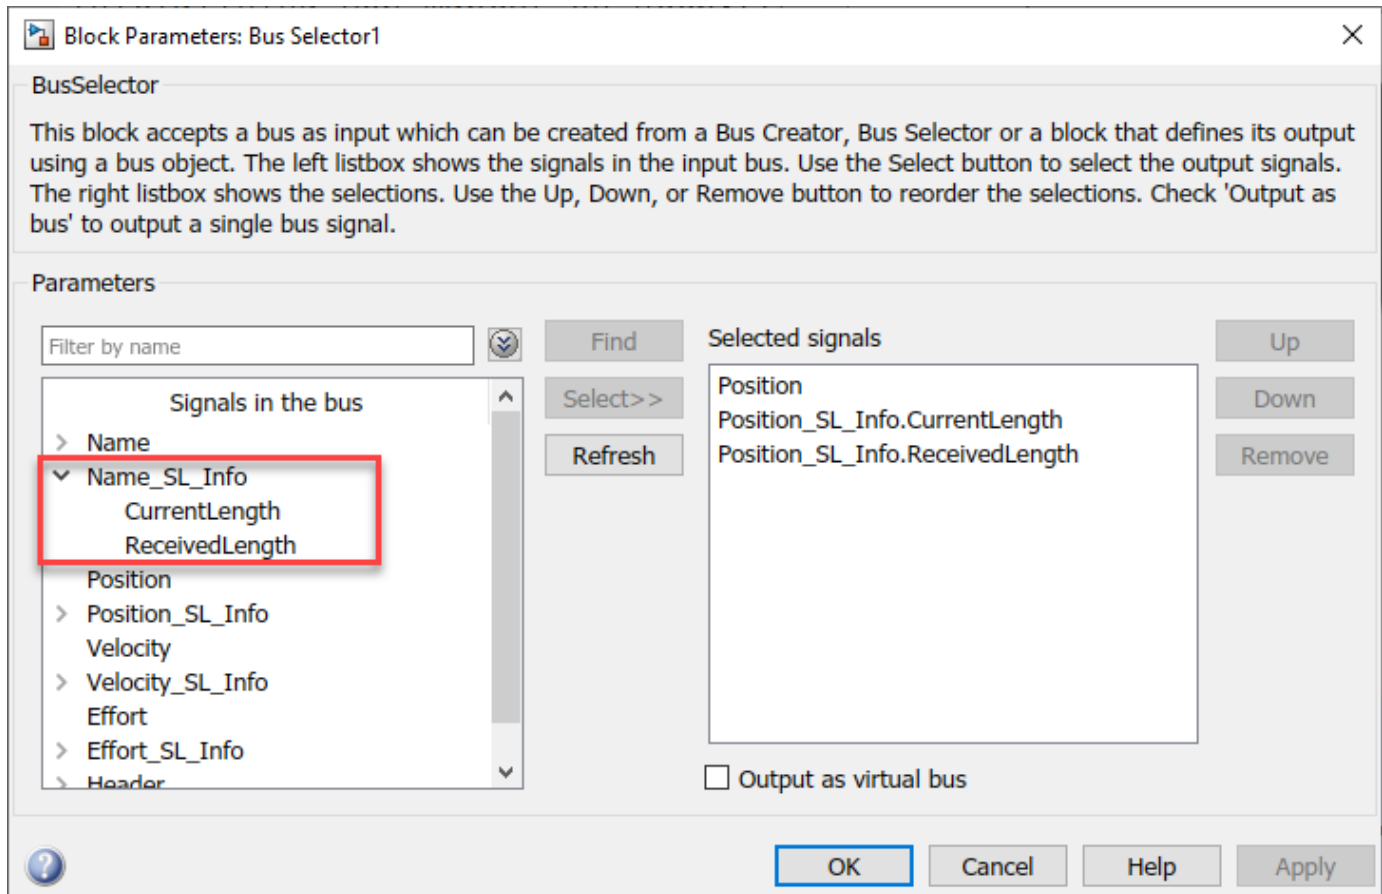 Block Parameters: Bus Selector1
BusSelector
This block accepts a bus as input which can be created from a Bus Creator, Bus Selector or a block that defines its output
using a bus object. The left listbox shows the signals in the input bus. Use the Select button to select the output signals.
The right listbox shows the selections. Use the Up, Down, or Remove button to reorder the selections. Check 'Output as
bus' to output a single bus signal.
Parameters
Filter by name
Signals in the bus
Name
Name_SL_Info
CurrentLength
ReceivedLength
Position
Position_SL_Info
Velocity
Velocity_SL_Info
Effort
Effort_SL_Info
Header
Find
Select>>
Refresh
Selected signals
Position
Position_SL_Info.CurrentLength
Position_SL_Info.ReceivedLength
Output as virtual bus
Up
Down
Remove
OK
Cancel
Help
Apply